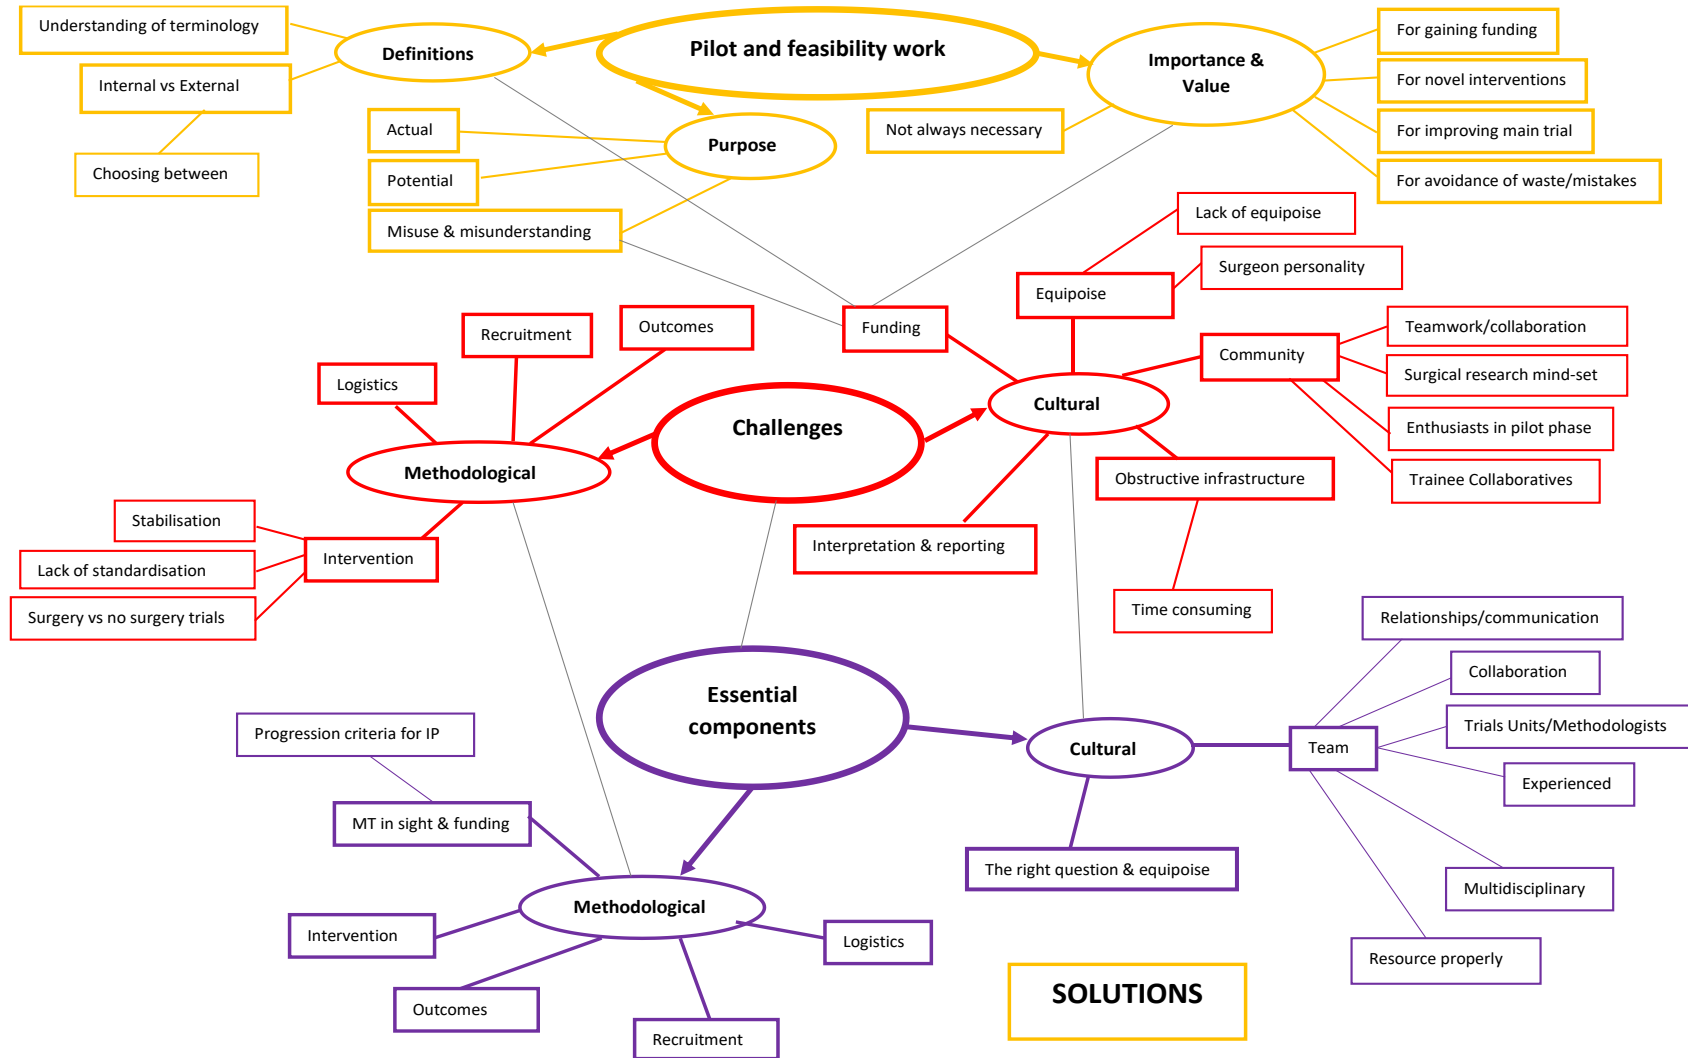 Understanding of terminology
Internal vs External
Choosing between
Definitions
Pilot and feasibility work
Importance &
Value
For gaining funding
For novel interventions
For improving main trial
For avoidance of waste/mistakes
Not always necessary
Purpose
Actual
Potential
Misuse & misunderstanding
Lack of equipoise
Surgeon personality
Equipoise
Funding
Community
Teamwork/collaboration
Surgical research mind-set
Enthusiasts in pilot phase
Trainee Collaboratives
Cultural
Challenges
Outcomes
Recruitment
Logistics
Methodological
Stabilisation
Lack of standardisation
Surgery vs no surgery trials
Intervention
Interpretation & reporting
Obstructive infrastructure
Time consuming
Essential
components
Cultural
Team
Relationships/communication
Collaboration
Trials Units/Methodologists
Experienced
Multidisciplinary
Resource properly
The right question & equipoise
Progression criteria for IP
MT in sight & funding
Methodological
Intervention
Outcomes
Recruitment
Logistics
SOLUTIONS